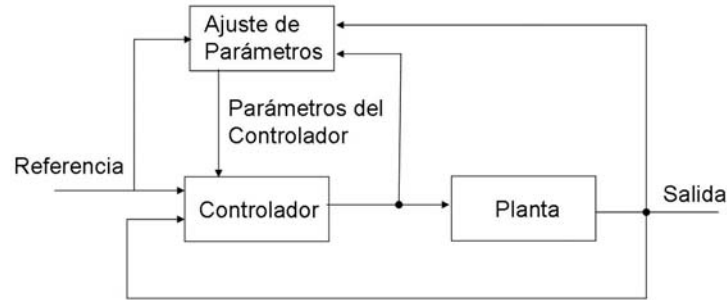 Ajuste de
Parámetros
Parámetros del
Controlador
Referencia
Controlador
Planta
Salida